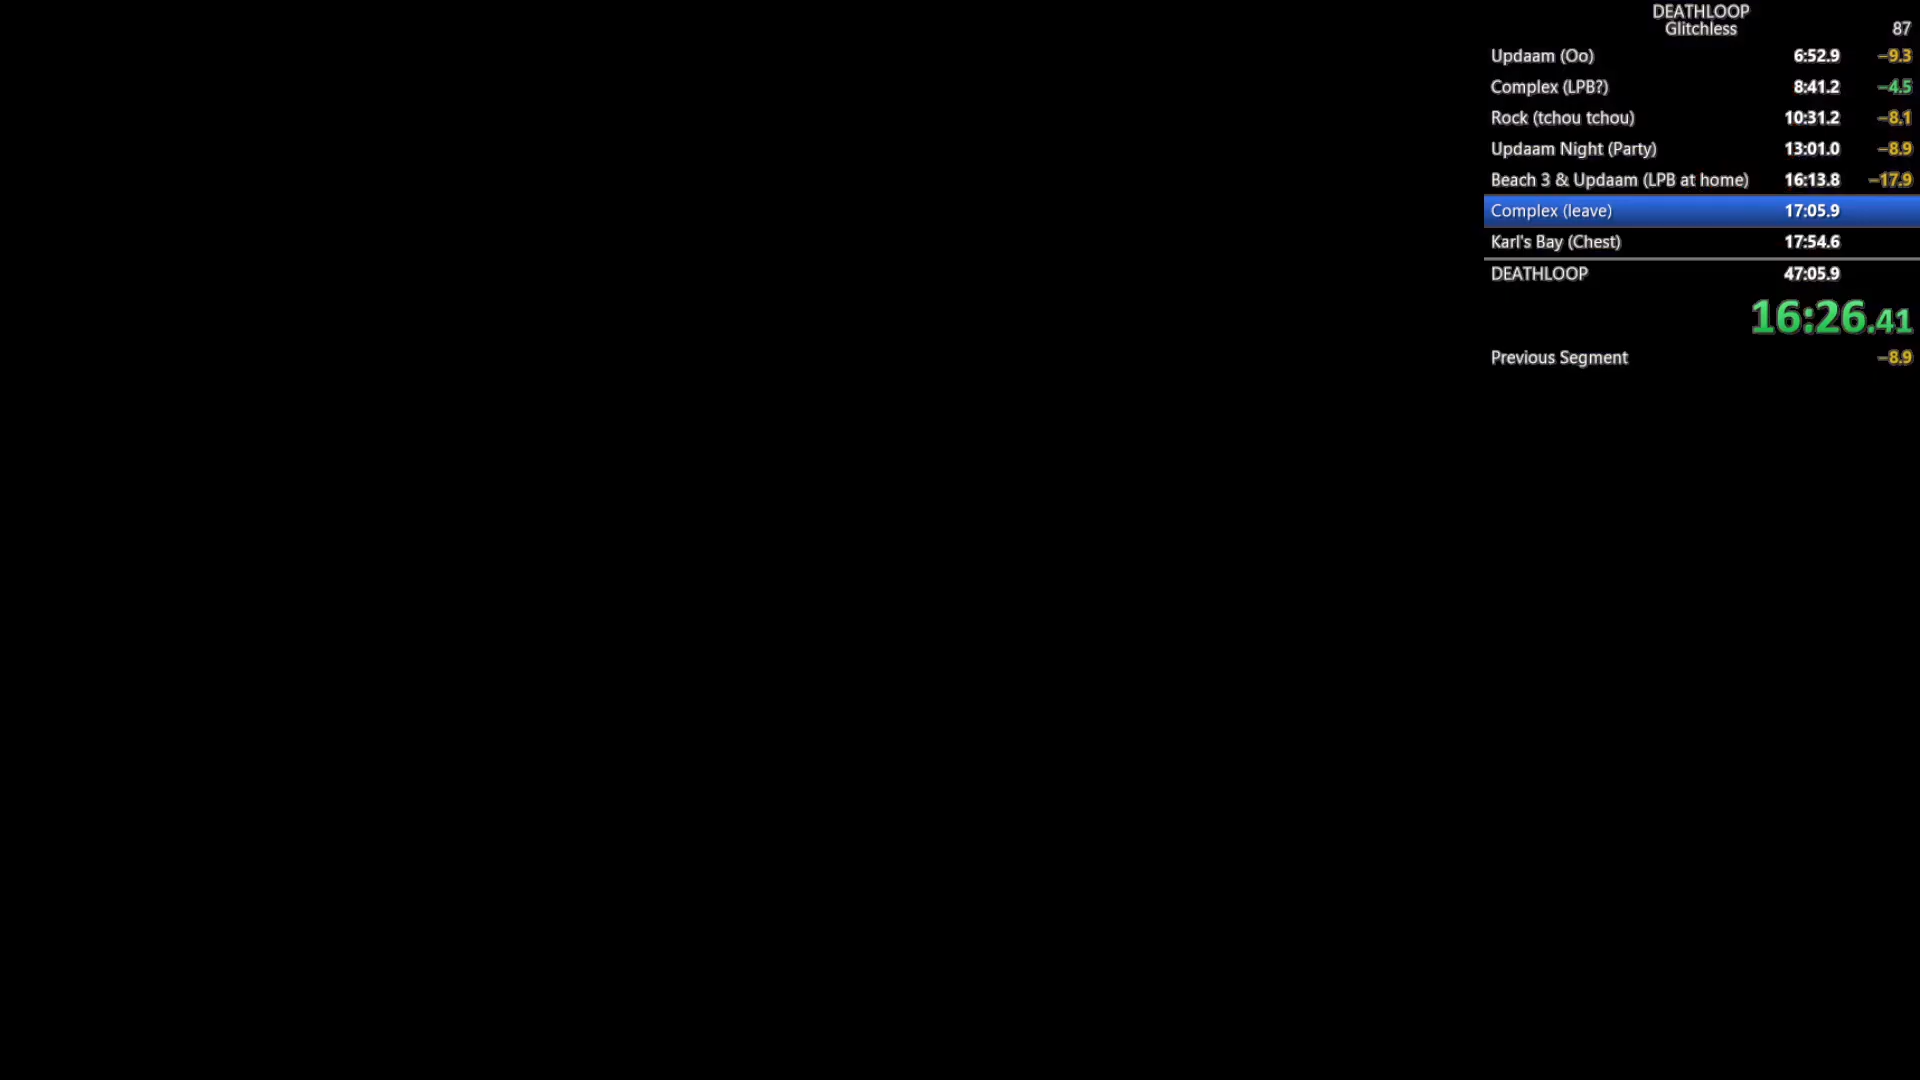 DEATHLOOP
Glitchless 87
Updaam (Oo) 6:52.9 −9.3
Complex (LPB?) 8:41.2 −4.5
Rock (tchou tchou) 10:31.2 −8.1
Updaam Night (Party) 13:01.0 −8.9
Beach 3 & Updaam (LPB at home) 16:13.8 −17.9
Complex (leave) 17:05.9
Karl's Bay (Chest) 17:54.6
DEATHLOOP 47:05.9
16:26.41
Previous Segment −8.9